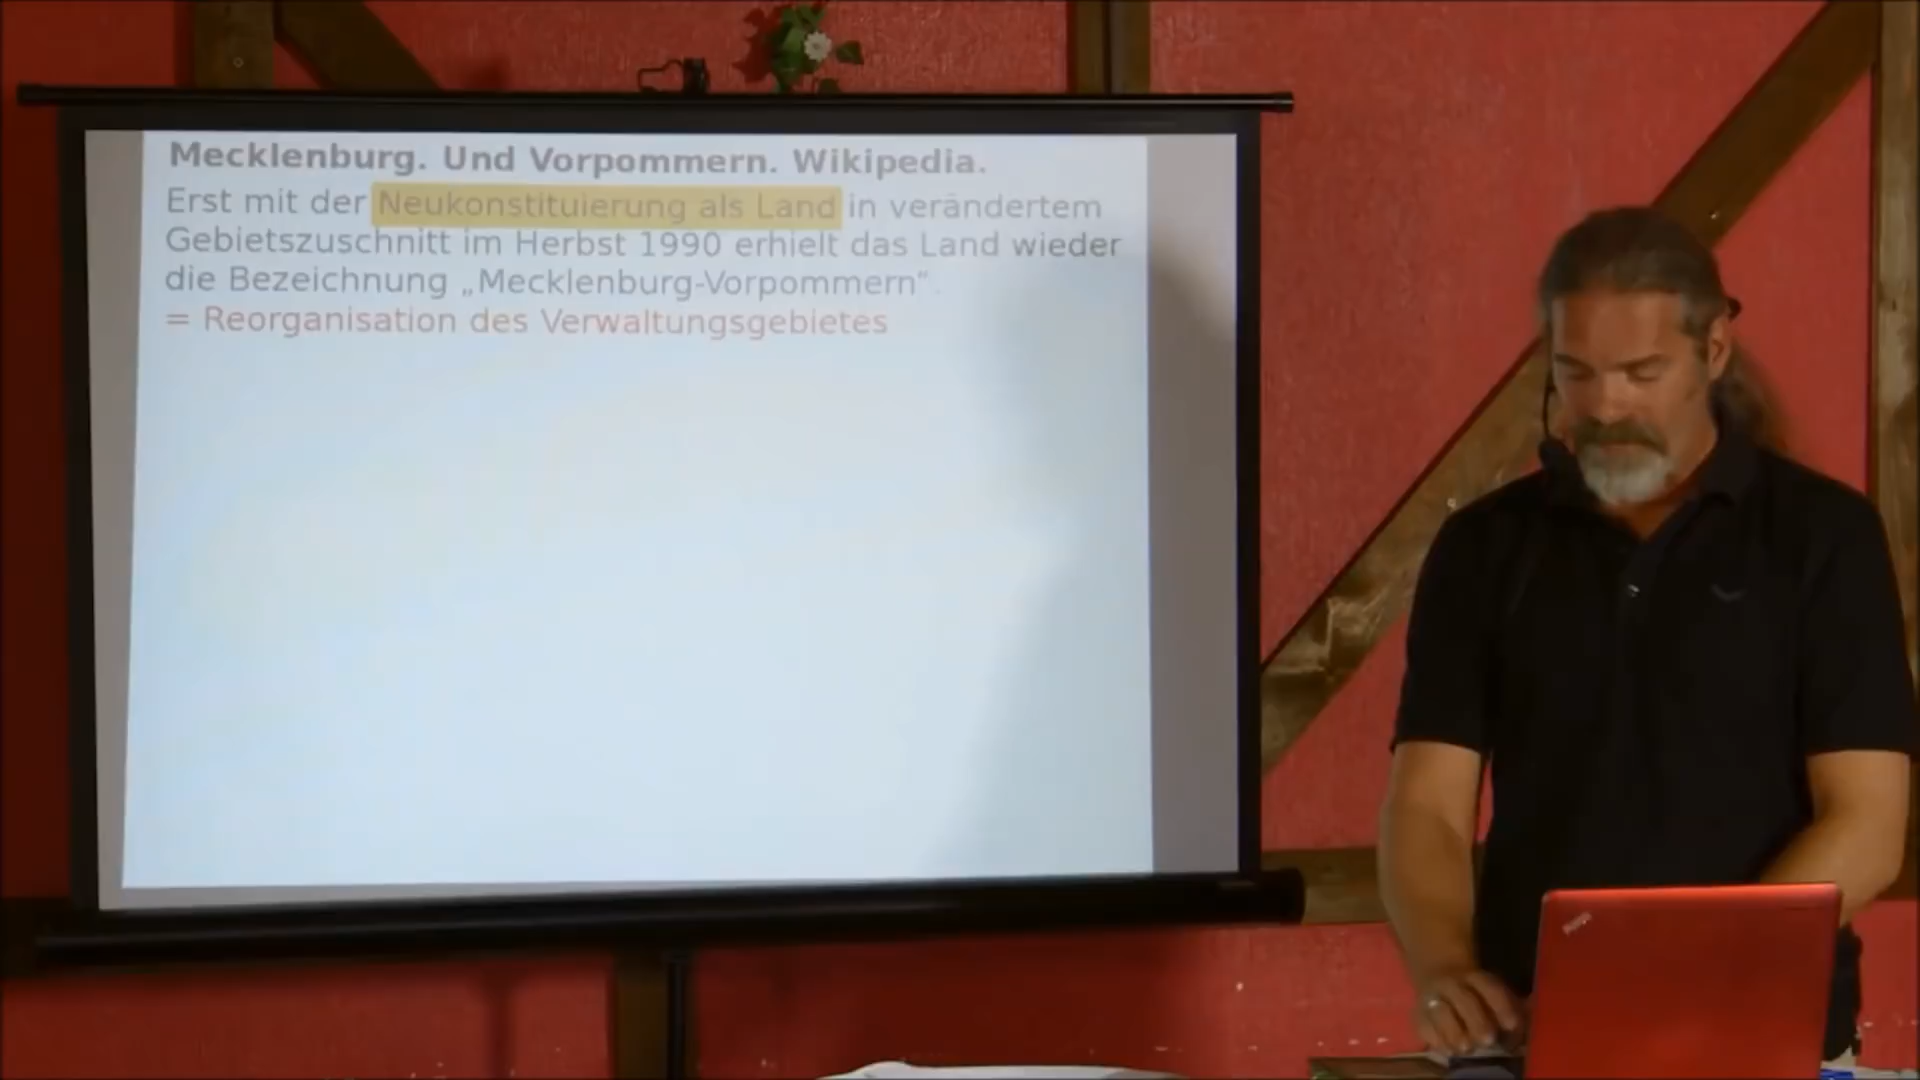 Mecklenburg. Und Vorpommern. Wikipedia.
Erst mit der Neukonstituierung als Land in verändertem
Gebietszuschnitt im Herbst 1990 erhielt das Land wieder
die Bezeichnung „Mecklenburg-Vorpommern“.
= Reorganisation des Verwaltungsgebietes